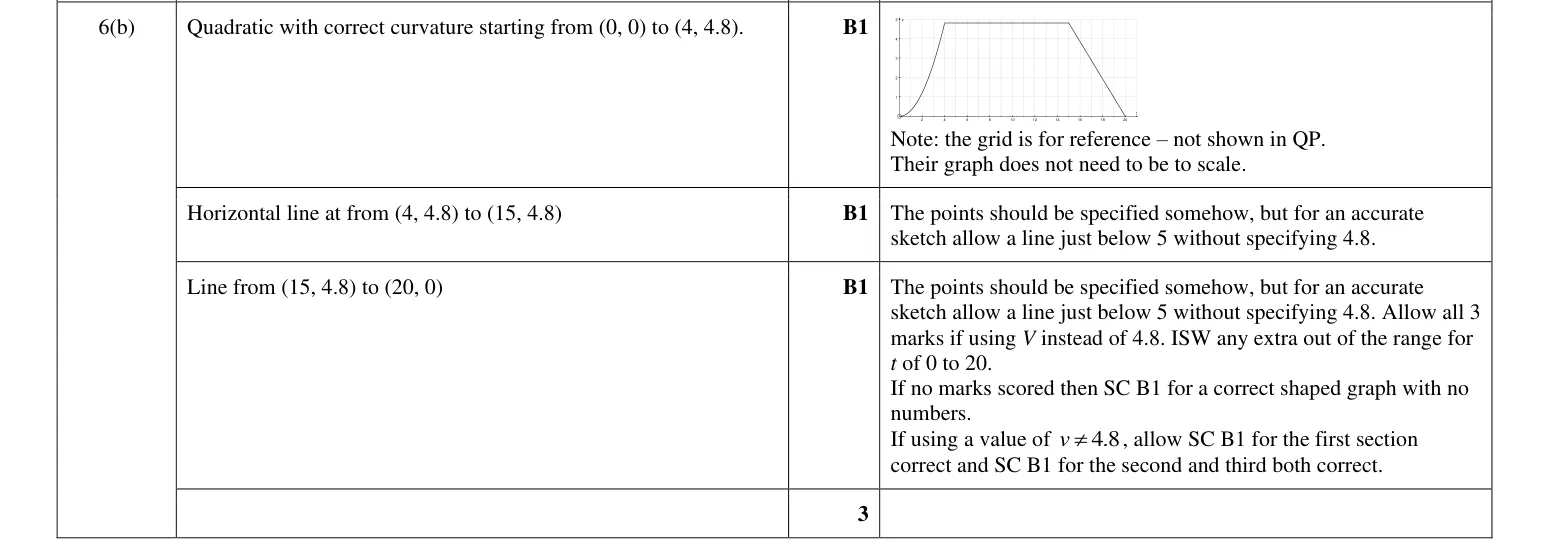 6(b)
Quadratic with correct curvature starting from (0, 0) to (4, 4.8).
B1
Note: the grid is for reference – not shown in QP.
Their graph does not need to be to scale.
Horizontal line at from (4, 4.8) to (15, 4.8)
B1
The points should be specified somehow, but for an accurate
sketch allow a line just below 5 without specifying 4.8.
Line from (15, 4.8) to (20, 0)
B1
The points should be specified somehow, but for an accurate
sketch allow a line just below 5 without specifying 4.8. Allow all 3
marks if using V instead of 4.8. ISW any extra out of the range for
t of 0 to 20.
If no marks scored then SC B1 for a correct shaped graph with no
numbers.
If using a value of v ≠ 4.8, allow SC B1 for the first section
correct and SC B1 for the second and third both correct.
3